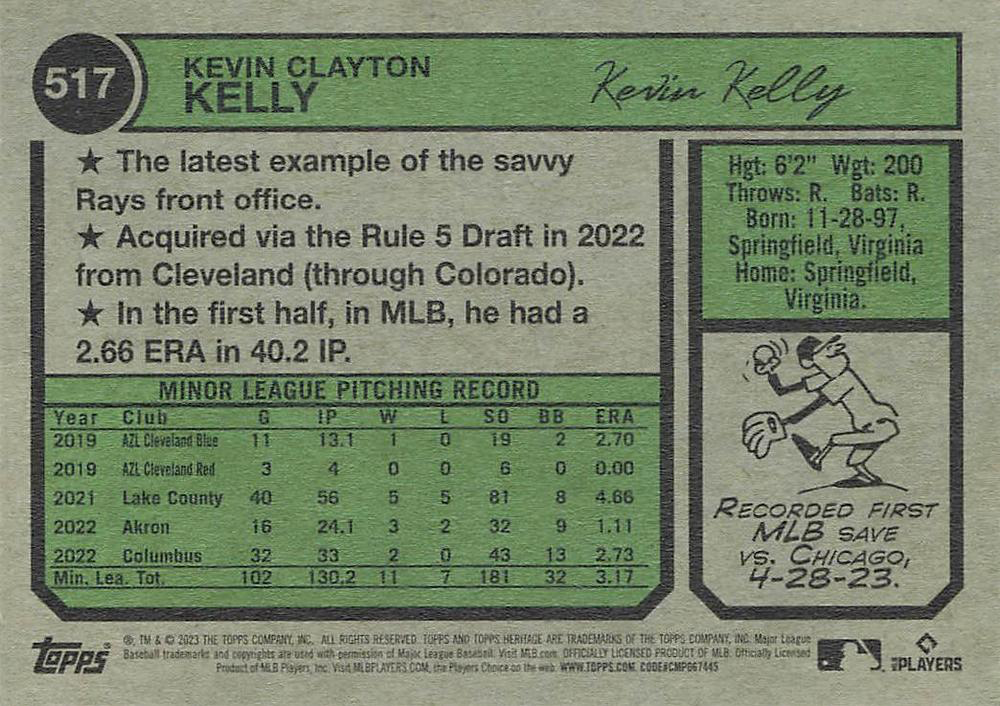 517
KEVIN CLAYTON
KELLY
Kevin Kelly
★ The latest example of the savvy
Rays front office.
★ Acquired via the Rule 5 Draft in 2022
from Cleveland (through Colorado).
★ In the first half, in MLB, he had a
2.66 ERA in 40.2 IP.
Hgt: 6'2" Wgt: 200
Throws: R. Bats: R.
Born: 11-28-97,
Springfield, Virginia
Home: Springfield,
Virginia.
MINOR LEAGUE PITCHING RECORD
Year Club G IP W L SO BB ERA
2019 AZL Cleveland Blue 11 13.1 1 0 19 2 2.70
2019 AZL Cleveland Red 3 4 0 0 6 0 0.00
2021 Lake County 40 56 5 5 81 8 4.66
2022 Akron 16 24.1 3 2 32 9 1.11
2022 Columbus 32 33 2 0 43 13 2.73
Min. Lea. Tot. 102 130.2 11 7 181 32 3.17
RECORDED FIRST
MLB SAVE
VS. CHICAGO,
4-28-23.
Topps
®, TM & © 2023 THE TOPPS COMPANY, INC. ALL RIGHTS RESERVED. TOPPS AND TOPPS HERITAGE ARE TRADEMARKS OF THE TOPPS COMPANY, INC. Major League
Baseball trademarks and copyrights are used with permission of Major League Baseball. Visit MLB.com. OFFICIALLY LICENSED PRODUCT OF MLB. Officially Licensed
Product of MLB Players, Inc. Visit MLBPLAYERS.COM, the Players Choice on the web. WWW.TOPPS.COM. CODE#CMP067445
MLB PLAYERS